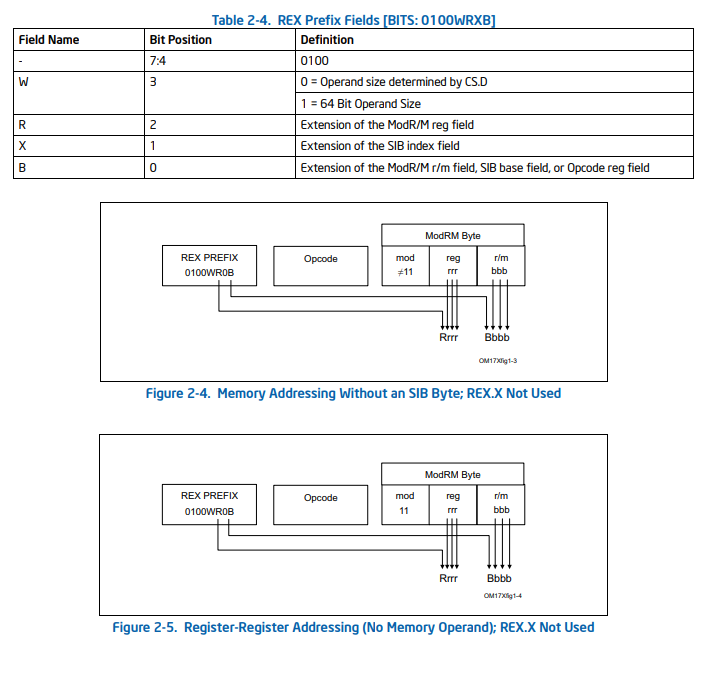 Table 2-4. REX Prefix Fields [BITS: 0100WRXB]
Field Name Bit Position Definition
- 7:4 0100
W 3 0 = Operand size determined by CS.D
1 = 64 Bit Operand Size
R 2 Extension of the ModR/M reg field
X 1 Extension of the SIB index field
B 0 Extension of the ModR/M r/m field, SIB base field, or Opcode reg field
ModRM Byte
REX PREFIX Opcode mod reg r/m
0100WR0B ≠11 rrr bbb
Rrrr Bbbb
OM17Xfig1-3
Figure 2-4. Memory Addressing Without an SIB Byte; REX.X Not Used
ModRM Byte
REX PREFIX Opcode mod reg r/m
0100WR0B 11 rrr bbb
Rrrr Bbbb
OM17Xfig1-4
Figure 2-5. Register-Register Addressing (No Memory Operand); REX.X Not Used